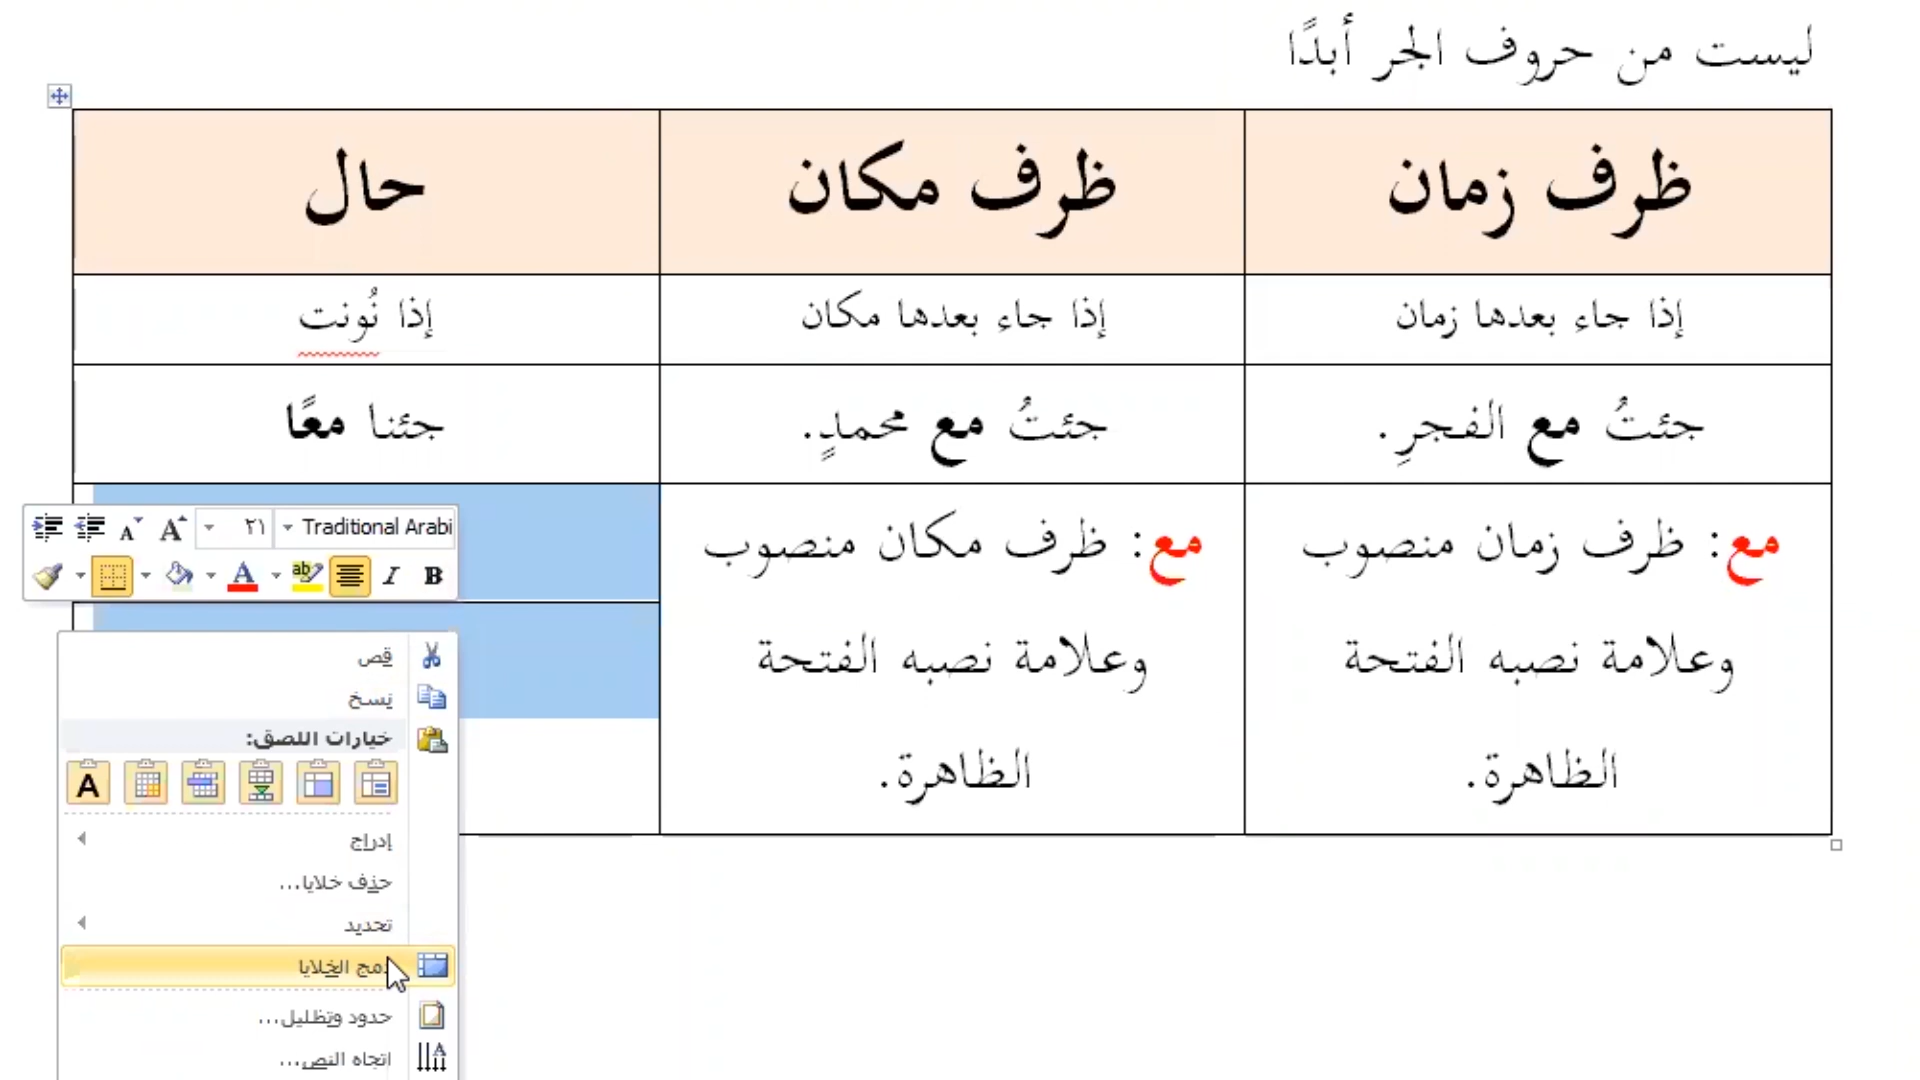 ليست من حروف الجر أبدًا
ظرف زمان
ظرف مكان
حال
إذا جاء بعدها زمان
إذا جاء بعدها مكان
إذا نُونت
جئتُ مع الفجرِ.
جئتُ مع محمدٍ.
جئنا معًا
مع: ظرف زمان منصوب
وعلامة نصبه الفتحة
الظاهرة.
مع: ظرف مكان منصوب
وعلامة نصبه الفتحة
الظاهرة.
Traditional Arabi
٢١
قص
نسخ
خيارات اللصق:
إدراج
حذف خلايا...
تحديد
دمج الخلايا
حدود وتظليل...
اتجاه النص...